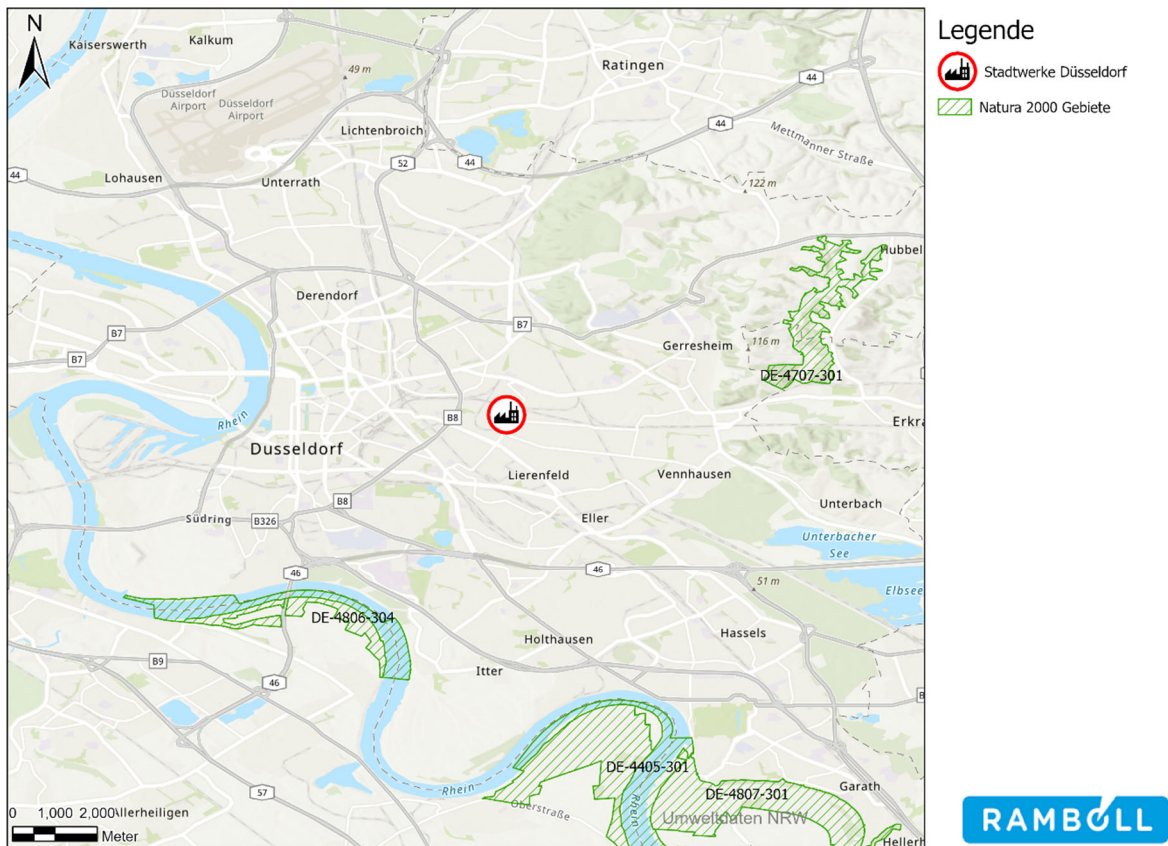 N
Kaiserswerth
Kalkum
49 m
Düsseldorf
Airport
Düsseldorf
Airport
Ratingen
44
Lichtenbroich
44
Mettmanner Straße
52
44
44
Lohausen
Unterrath
122 m
Hubbel
Derendorf
B7
B7
B7
Gerresheim
116 m
DE-4707-301
Rhein
B8
Erkra
Dusseldorf
Lierenfeld
Vennhausen
B8
Unterbach
Südring
B326
Eller
Unterbacher
See
46
46
51 m
Elbsee
DE-4806-304
Holthausen
Hassels
B9
Itter
46
B
DE-4405-301
Garath
57
Rhein
DE-4807-301
Oberstraße
Rhein
Umweltdaten NRW
Hellerh
0 1,000 2,000
Allerheiligen
Meter
Legende
Stadtwerke Düsseldorf
Natura 2000 Gebiete
RAMBOLL